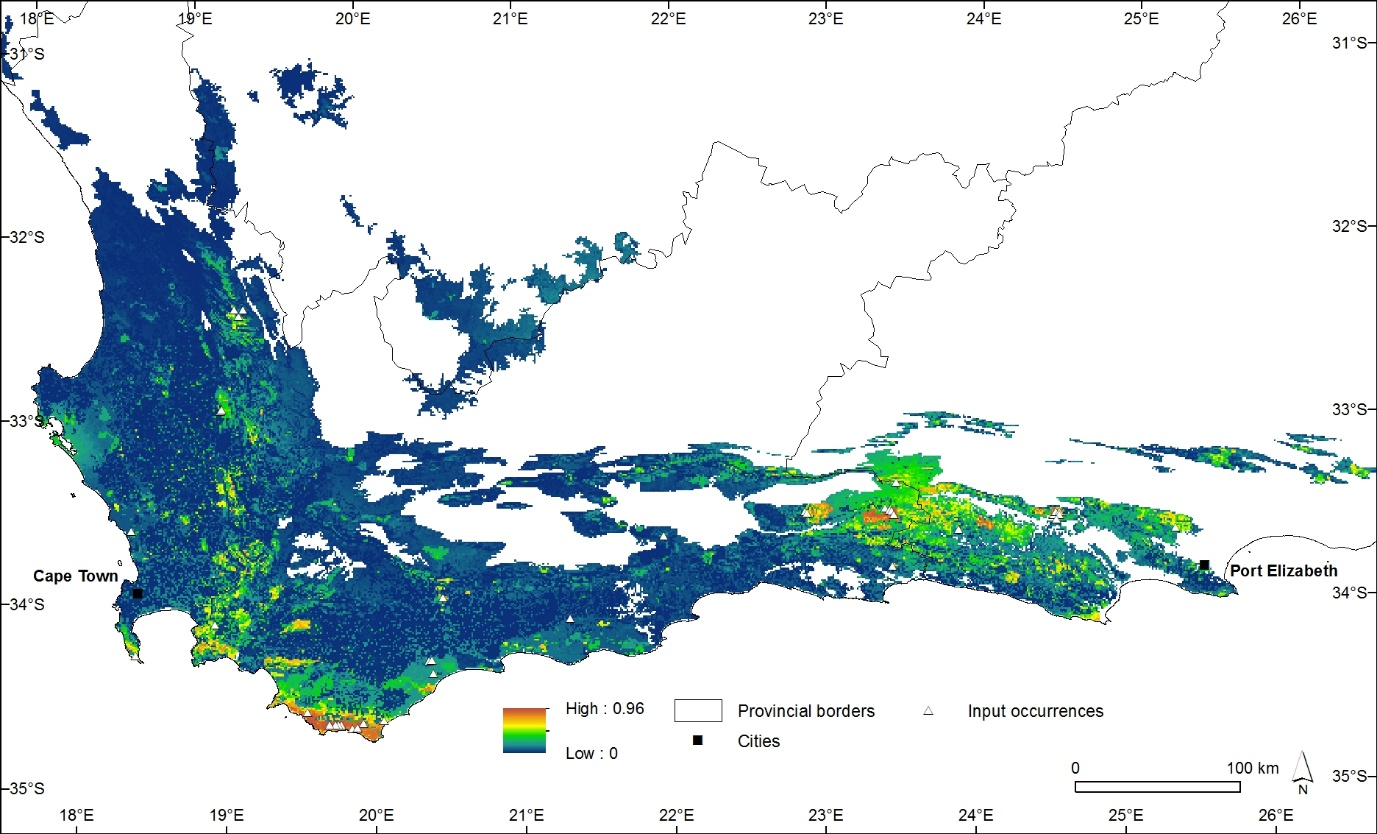 18°E 19°E 20°E 21°E 22°E 23°E 24°E 25°E 26°E
31°S 31°S
32°S 32°S
33°S 33°S
Cape Town Port Elizabeth
34°S 34°S
High : 0.96 Provincial borders Input occurrences
Low : 0 Cities
0 100 km
N
35°S 35°S
18°E 19°E 20°E 21°E 22°E 23°E 24°E 25°E 26°E